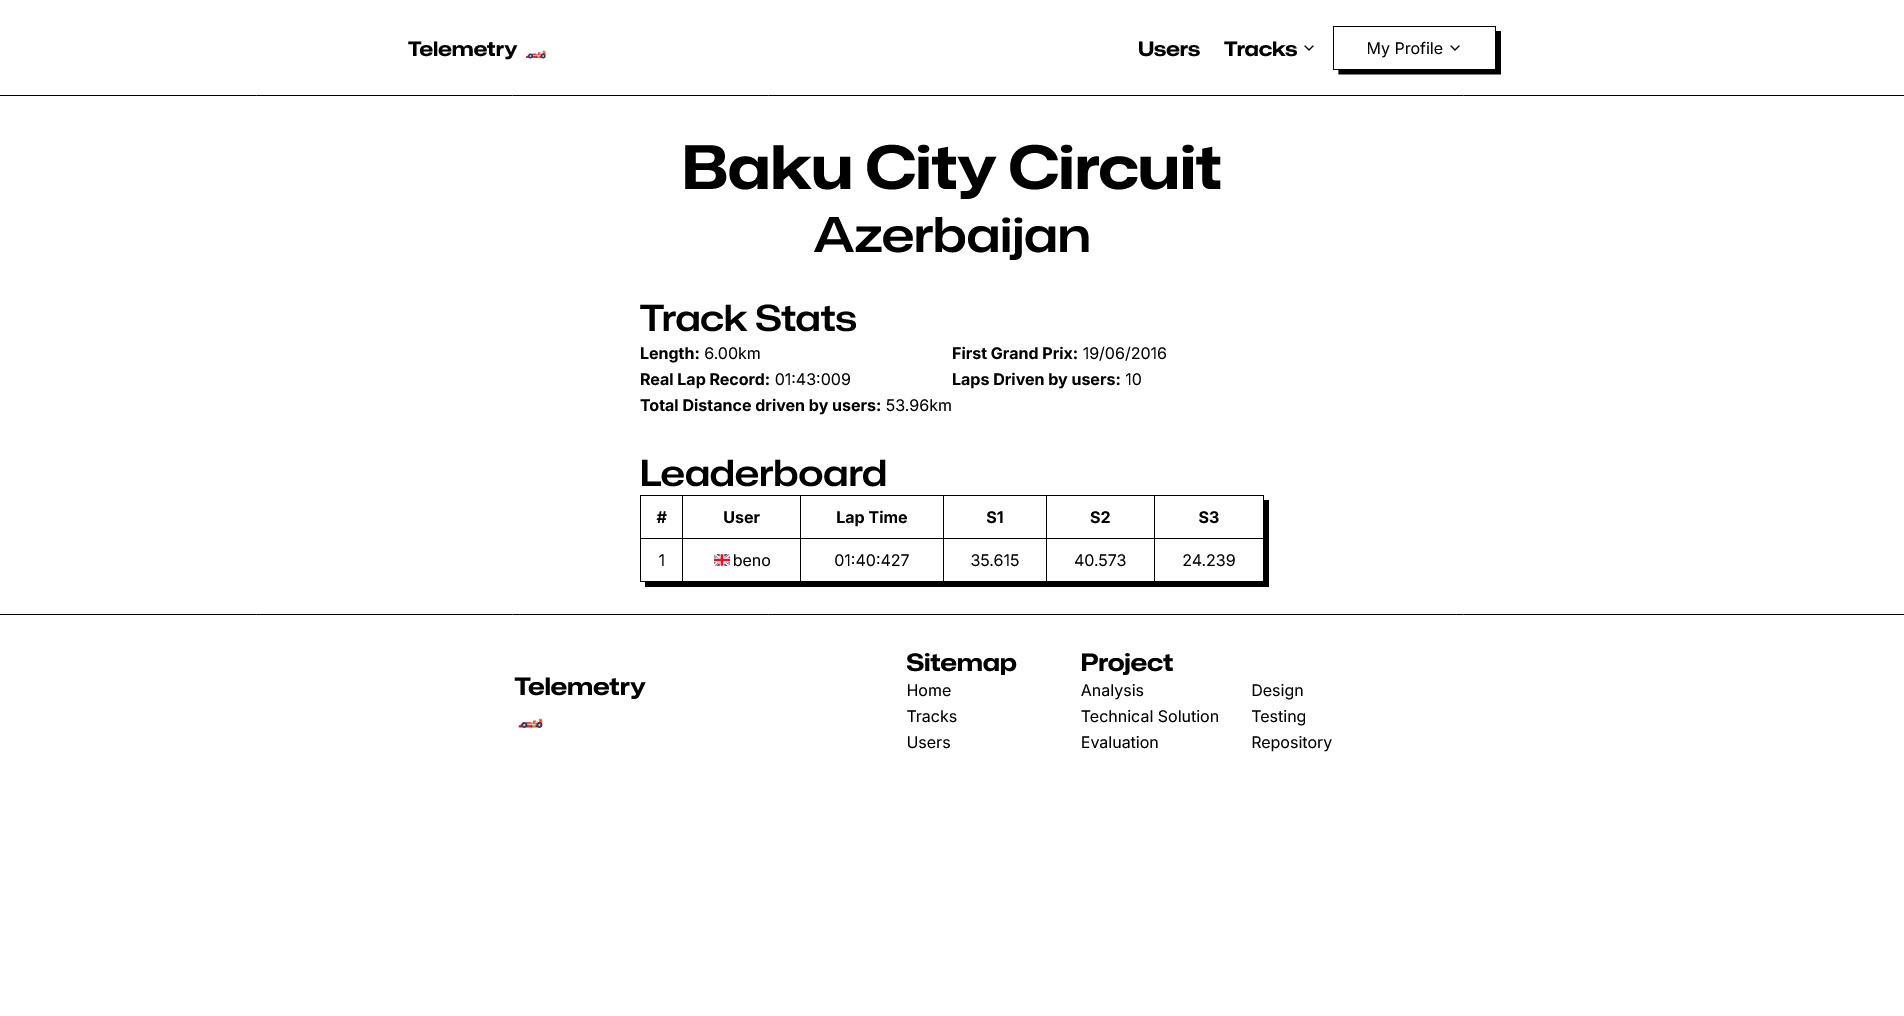 Telemetry
Users Tracks My Profile
Baku City Circuit
Azerbaijan
Track Stats
Length: 6.00km First Grand Prix: 19/06/2016
Real Lap Record: 01:43:009 Laps Driven by users: 10
Total Distance driven by users: 53.96km
Leaderboard
# User Lap Time S1 S2 S3
1 beno 01:40:427 35.615 40.573 24.239
Telemetry
Sitemap
Home
Tracks
Users
Project
Analysis Design
Technical Solution Testing
Evaluation Repository